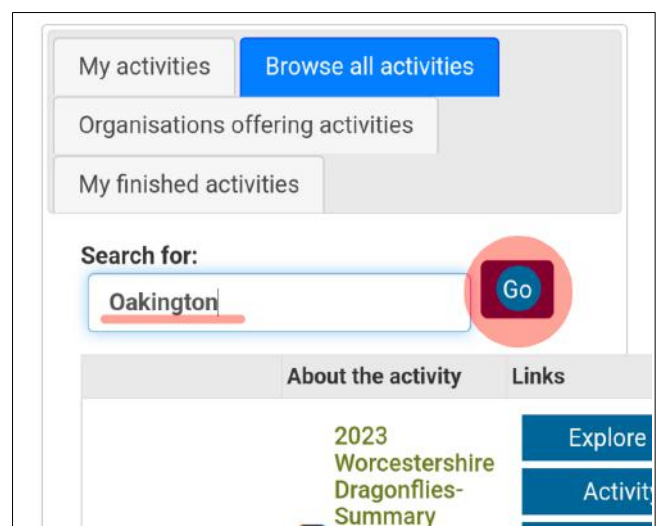 My activities Browse all activities
Organisations offering activities
My finished activities
Search for:
Oakington Go
About the activity Links
2023 Explore
Worcestershire
Dragonflies- Activity
Summary